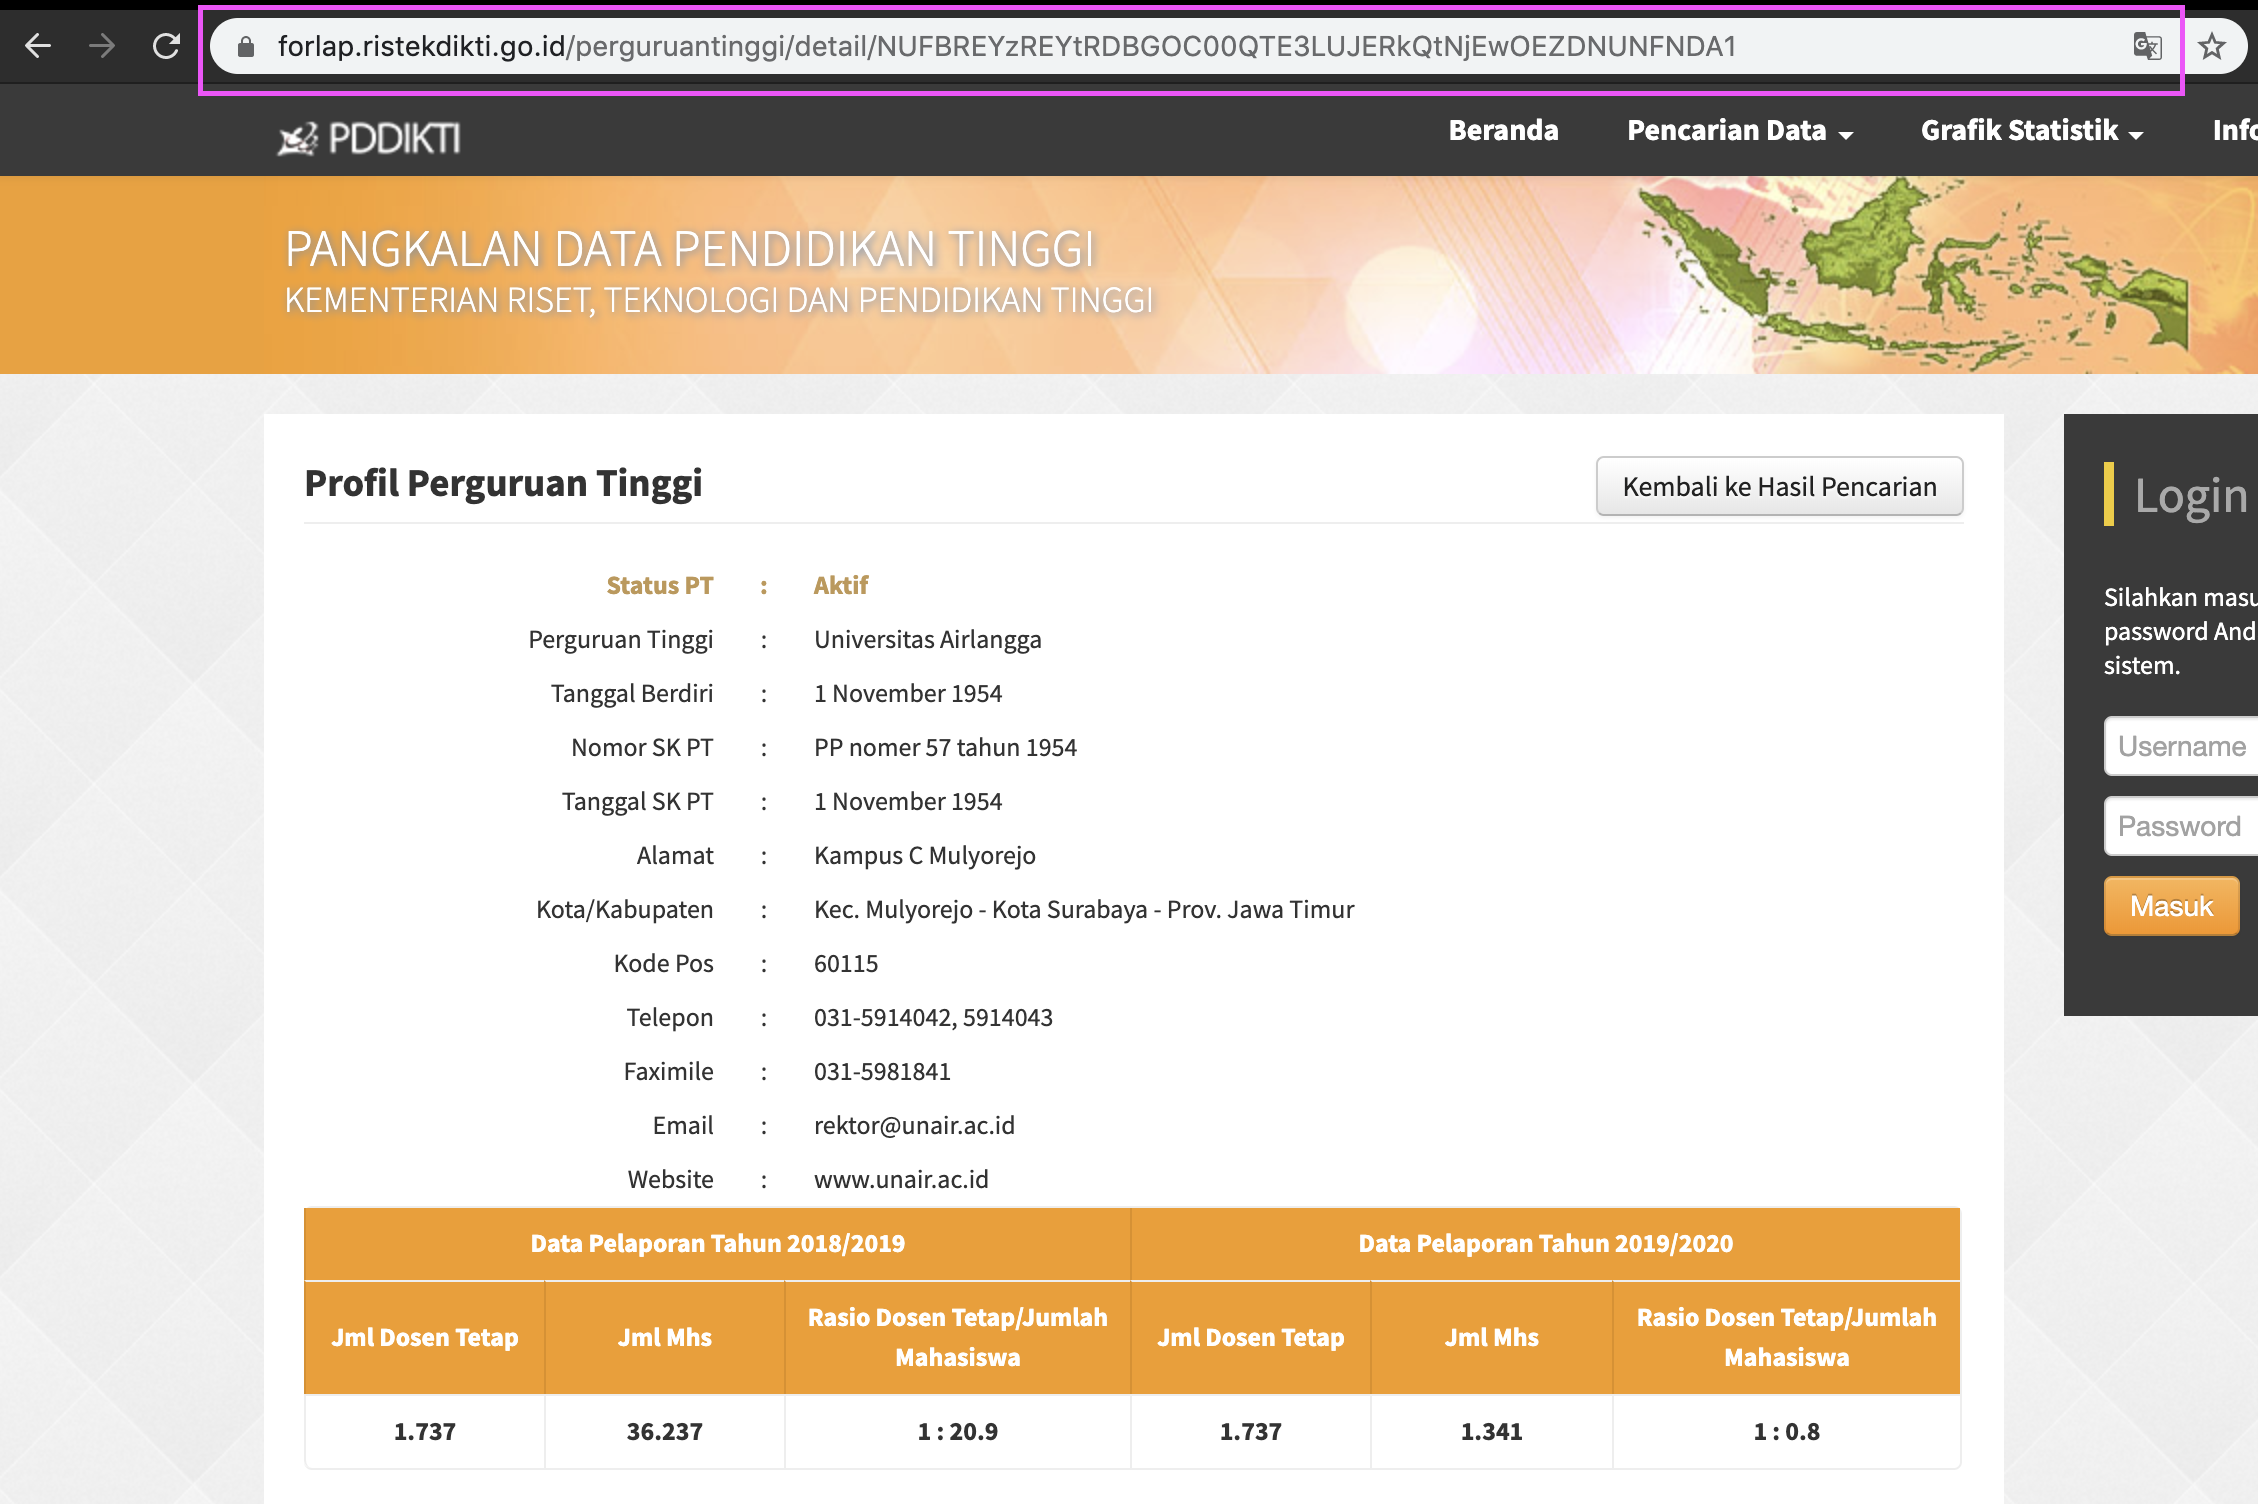 forlap.ristekdikti.go.id/perguruantinggi/detail/NUFBREYzREYtRDBGOC00QTE3LUJERkQtNjEwOEZDNUNFNDA1
PDDIKTI
Beranda
Pencarian Data
Grafik Statistik
Info
PANGKALAN DATA PENDIDIKAN TINGGI
KEMENTERIAN RISET, TEKNOLOGI DAN PENDIDIKAN TINGGI
Profil Perguruan Tinggi
Kembali ke Hasil Pencarian
Status PT : Aktif
Perguruan Tinggi : Universitas Airlangga
Tanggal Berdiri : 1 November 1954
Nomor SK PT : PP nomer 57 tahun 1954
Tanggal SK PT : 1 November 1954
Alamat : Kampus C Mulyorejo
Kota/Kabupaten : Kec. Mulyorejo - Kota Surabaya - Prov. Jawa Timur
Kode Pos : 60115
Telepon : 031-5914042, 5914043
Faximile : 031-5981841
Email : rektor@unair.ac.id
Website : www.unair.ac.id
Data Pelaporan Tahun 2018/2019 Data Pelaporan Tahun 2019/2020
Jml Dosen Tetap Jml Mhs Rasio Dosen Tetap/Jumlah Mahasiswa Jml Dosen Tetap Jml Mhs Rasio Dosen Tetap/Jumlah Mahasiswa
1.737 36.237 1 : 20.9 1.737 1.341 1 : 0.8
Login
Silahkan masu
password And
sistem.
Username
Password
Masuk